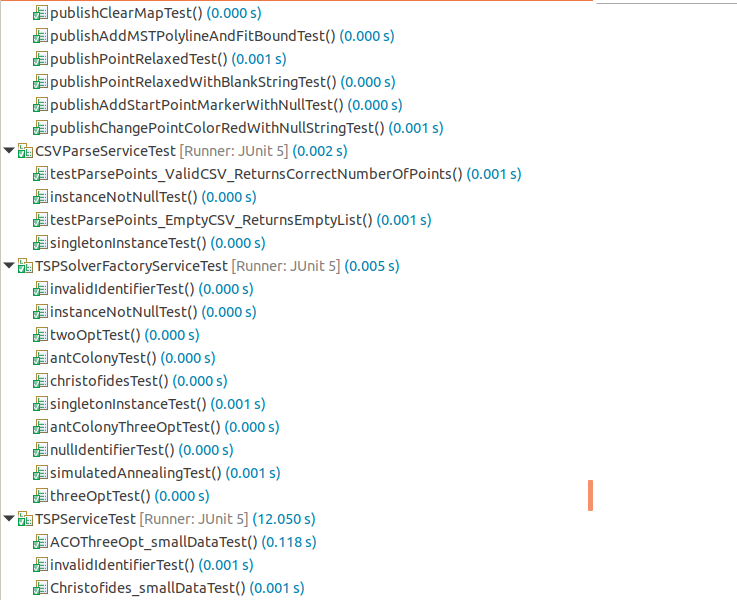 publishClearMapTest() (0.000 s)
publishAddMSTPolylineAndFitBoundTest() (0.000 s)
publishPointRelaxedTest() (0.001 s)
publishPointRelaxedWithBlankStringTest() (0.000 s)
publishAddStartPointMarkerWithNullTest() (0.000 s)
publishChangePointColorRedWithNullStringTest() (0.001 s)
CSVParseServiceTest [Runner: JUnit 5] (0.002 s)
testParsePoints_ValidCSV_ReturnsCorrectNumberOfPoints() (0.001 s)
instanceNotNullTest() (0.000 s)
testParsePoints_EmptyCSV_ReturnsEmptyList() (0.001 s)
singletonInstanceTest() (0.000 s)
TSPSolverFactoryServiceTest [Runner: JUnit 5] (0.005 s)
invalidIdentifierTest() (0.000 s)
instanceNotNullTest() (0.000 s)
twoOptTest() (0.000 s)
antColonyTest() (0.000 s)
christofidesTest() (0.000 s)
singletonInstanceTest() (0.001 s)
antColonyThreeOptTest() (0.000 s)
nullIdentifierTest() (0.000 s)
simulatedAnnealingTest() (0.001 s)
threeOptTest() (0.000 s)
TSPServiceTest [Runner: JUnit 5] (12.050 s)
ACOThreeOpt_smallDataTest() (0.118 s)
invalidIdentifierTest() (0.001 s)
Christofides_smallDataTest() (0.001 s)